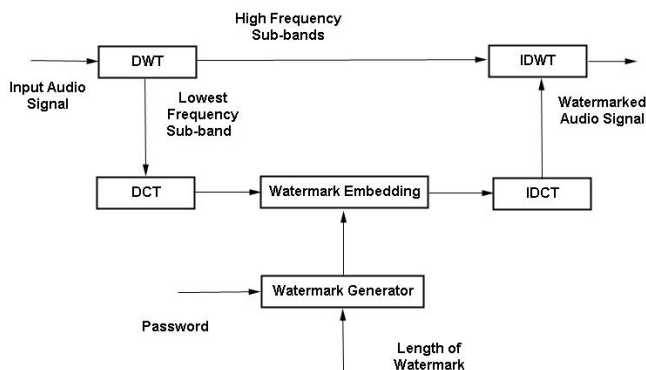 High Frequency
Sub-bands
DWT
IDWT
Input Audio
Signal
Lowest
Frequency
Sub-band
Watermarked
Audio Signal
DCT
Watermark Embedding
IDCT
Watermark Generator
Password
Length of
Watermark